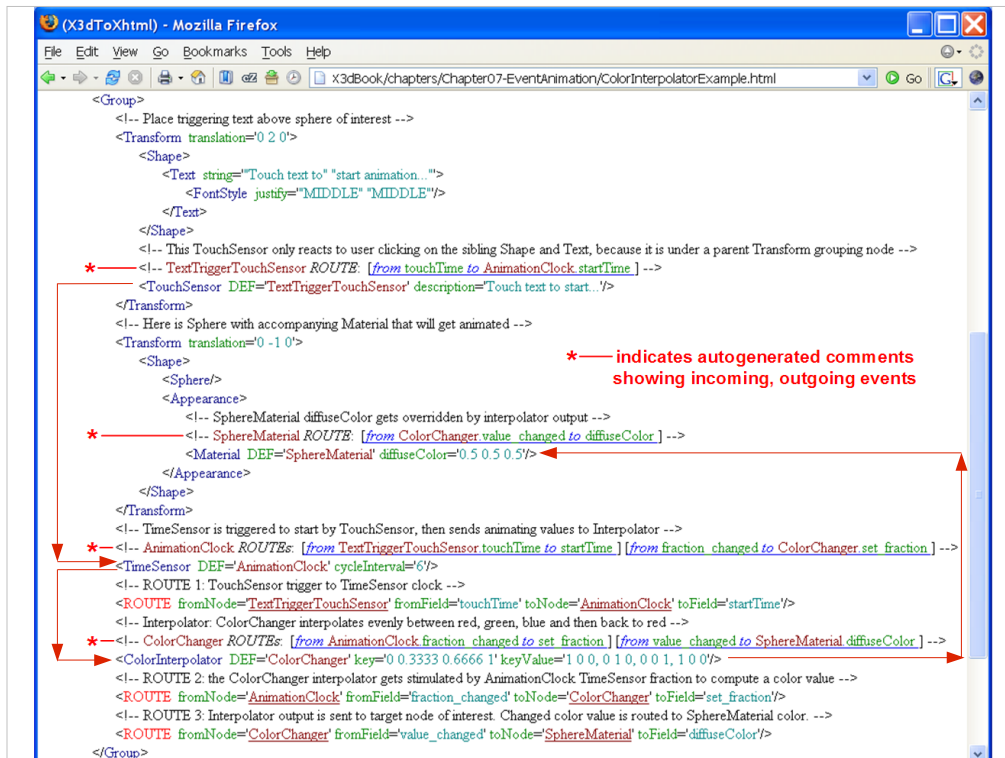 (X3dToXhtml) - Mozilla Firefox
File Edit View Go Bookmarks Tools Help
X3dBook/chapters/Chapter07-EventAnimation/ColorInterpolatorExample.html Go G
<Group>
<!-- Place triggering text above sphere of interest -->
<Transform translation='0 2 0'>
<Shape>
<Text string='"Touch text to" "start animation..."'>
<FontStyle justify='"MIDDLE" "MIDDLE"'/>
</Text>
</Shape>
<!-- This TouchSensor only reacts to user clicking on the sibling Shape and Text, because it is under a parent Transform grouping node -->
* <!-- TextTriggerTouchSensor ROUTE: [from touchTime to AnimationClock.startTime ] -->
<TouchSensor DEF='TextTriggerTouchSensor' description='Touch text to start...'/>
</Transform>
<!-- Here is Sphere with accompanying Material that will get animated -->
<Transform translation='0 -1 0'>
<Shape>
* indicates autogenerated comments
showing incoming, outgoing events
<Sphere/>
<Appearance>
<!-- SphereMaterial diffuseColor gets overridden by interpolator output -->
* <!-- SphereMaterial ROUTE: [from ColorChanger.value_changed to diffuseColor ] -->
<Material DEF='SphereMaterial' diffuseColor='0.5 0.5 0.5'/>
</Appearance>
</Shape>
</Transform>
<!-- TimeSensor is triggered to start by TouchSensor, then sends animating values to Interpolator -->
* <!-- AnimationClock ROUTEs: [from TextTriggerTouchSensor.touchTime to startTime ] [from fraction_changed to ColorChanger.set_fraction ] -->
<TimeSensor DEF='AnimationClock' cycleInterval='6'/>
<!-- ROUTE 1: TouchSensor trigger to TimeSensor clock -->
<ROUTE fromNode='TextTriggerTouchSensor' fromField='touchTime' toNode='AnimationClock' toField='startTime'/>
<!-- Interpolator: ColorChanger interpolates evenly between red, green, blue and then back to red -->
* <!-- ColorChanger ROUTEs: [from AnimationClock.fraction_changed to set_fraction ] [from value_changed to SphereMaterial.diffuseColor ] -->
<ColorInterpolator DEF='ColorChanger' key='0 0.3333 0.6666 1' keyValue='1 0 0, 0 1 0, 0 0 1, 1 0 0'/>
<!-- ROUTE 2: the ColorChanger interpolator gets stimulated by AnimationClock TimeSensor fraction to compute a color value -->
<ROUTE fromNode='AnimationClock' fromField='fraction_changed' toNode='ColorChanger' toField='set_fraction'/>
<!-- ROUTE 3: Interpolator output is sent to target node of interest. Changed color value is routed to SphereMaterial color. -->
<ROUTE fromNode='ColorChanger' fromField='value_changed' toNode='SphereMaterial' toField='diffuseColor'/>
</Group>